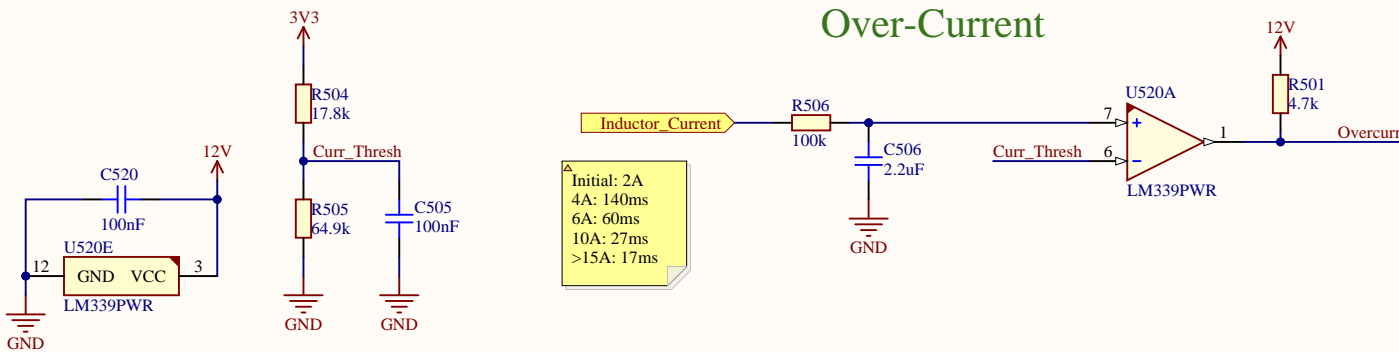 Over-Current
3V3
R504
17.8k
Curr_Thresh
R505
64.9k
C505
100nF
GND
GND
12V
C520
100nF
U520E
12
GND
VCC
3
LM339PWR
GND
Inductor_Current
R506
100k
C506
2.2uF
GND
Initial: 2A
4A: 140ms
6A: 60ms
10A: 27ms
>15A: 17ms
Curr_Thresh
U520A
7
+
6
−
1
LM339PWR
12V
R501
4.7k
Overcurr